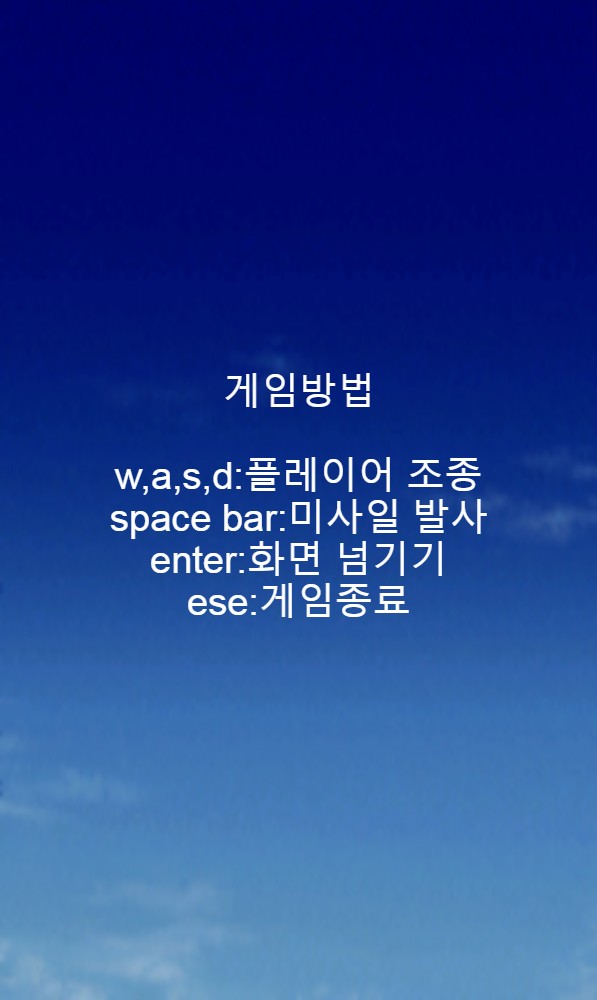 게임방법
w,a,s,d:플레이어 조종
space bar:미사일 발사
enter:화면 넘기기
ese:게임종료